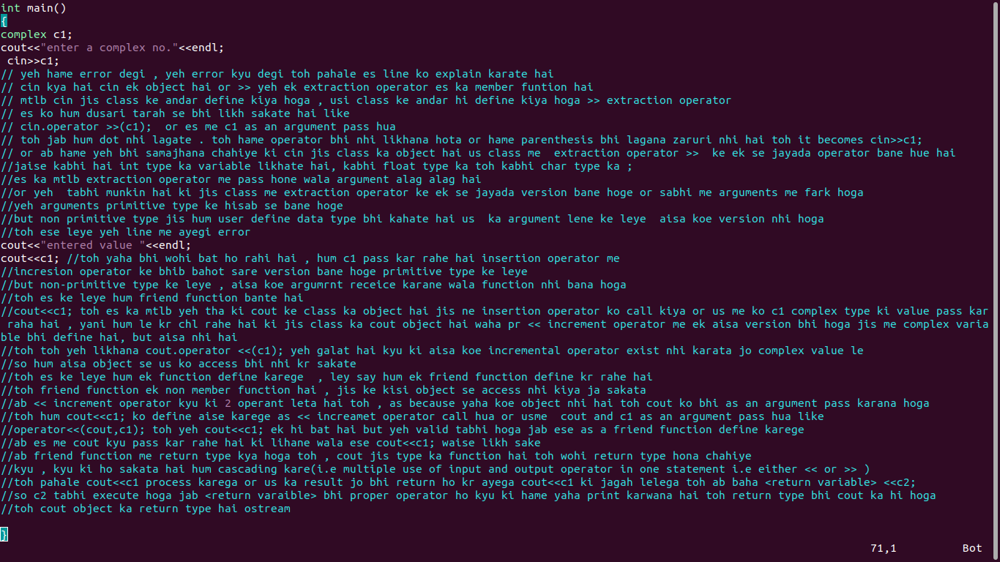 int main()
{
complex c1;
cout<<"enter a complex no."<<endl;
 cin>>c1;
// yeh hame error degi , yeh error kyu degi toh pahale es line ko explain karate hai
// cin kya hai cin ek object hai or >> yeh ek extraction operator es ka member funtion hai
// mtlb cin jis class ke andar define kiya hoga , usi class ke andar hi define kiya hoga >> extraction operator
// es ko hum dusari tarah se bhi likh sakate hai like
// cin.operator >>(c1);  or es me c1 as an argument pass hua
// toh jab hum dot nhi lagate . toh hame operator bhi nhi likhana hota or hame parenthesis bhi lagana zaruri nhi hai toh it becomes cin>>c1;
// or ab hame yeh bhi samajhana chahiye ki cin jis class ka object hai us class me  extraction operator >>  ke ek se jayada operator bane hue hai
//jaise kabhi hai int type ka variable likhate hai, kabhi float type ka toh kabhi char type ka ;
//es ka mtlb extraction operator me pass hone wala argument alag alag hai
//or yeh  tabhi munkin hai ki jis class me extraction operator ke ek se jayada version bane hoge or sabhi me arguments me fark hoga
//yeh arguments primitive type ke hisab se bane hoge
//but non primitive type jis hum user define data type bhi kahate hai us  ka argument lene ke leye  aisa koe version nhi hoga
//toh ese leye yeh line me ayegi error
cout<<"entered value "<<endl;
cout<<c1; //toh yaha bhi wohi bat ho rahi hai , hum c1 pass kar rahe hai insertion operator me
//incresion operator ke bhib bahot sare version bane hoge primitive type ke leye
//but non-primitive type ke leye , aisa koe argumrnt receice karane wala function nhi bana hoga
//toh es ke leye hum friend function bante hai
//cout<<c1; toh es ka mtlb yeh tha ki cout ke class ka object hai jis ne insertion operator ko call kiya or us me ko c1 complex type ki value pass kar
 raha hai , yani hum le kr chl rahe hai ki jis class ka cout object hai waha pr << increment operator me ek aisa version bhi hoga jis me complex varia
ble bhi define hai, but aisa nhi hai
//toh toh yeh likhana cout.operator <<(c1); yeh galat hai kyu ki aisa koe incremental operator exist nhi karata jo complex value le
//so hum aisa object se us ko access bhi nhi kr sakate
//toh es ke leye hum ek function define karege  , ley say hum ek friend function define kr rahe hai
//toh friend function ek non member function hai , jis ke kisi object se access nhi kiya ja sakata
//ab << increment operator kyu ki 2 operant leta hai toh , as because yaha koe object nhi hai toh cout ko bhi as an argument pass karana hoga
//toh hum cout<<c1; ko define aise karege as << increamet operator call hua or usme  cout and c1 as an argument pass hua like
//operator<<(cout,c1); toh yeh cout<<c1; ek hi bat hai but yeh valid tabhi hoga jab ese as a friend function define karege
//ab es me cout kyu pass kar rahe hai ki lihane wala ese cout<<c1; waise likh sake
//ab friend function me return type kya hoga toh , cout jis type ka function hai toh wohi return type hona chahiye
//kyu , kyu ki ho sakata hai hum cascading kare(i.e multiple use of input and output operator in one statement i.e either << or >> )
//toh pahale cout<<c1 process karega or us ka result jo bhi return ho kr ayega cout<<c1 ki jagah lelega toh ab baha <return variable> <<c2;
//so c2 tabhi execute hoga jab <return varaible> bhi proper operator ho kyu ki hame yaha print karwana hai toh return type bhi cout ka hi hoga
//toh cout object ka return type hai ostream
}
71,1 Bot